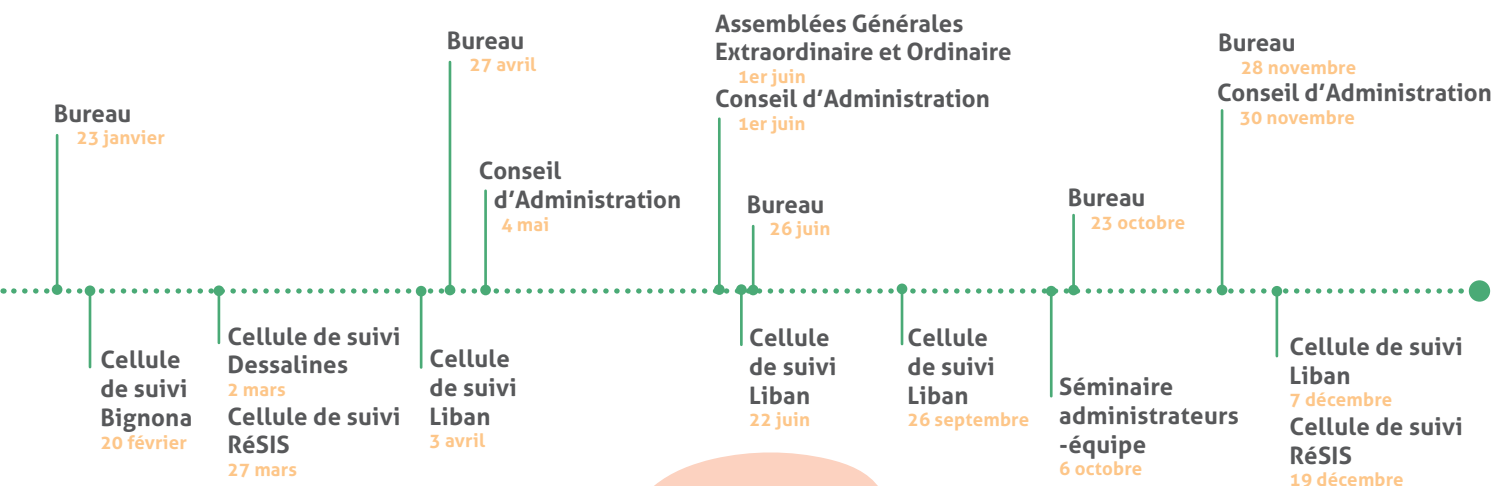 Bureau
23 janvier
Bureau
27 avril
Conseil
d'Administration
4 mai
Assemblées Générales
Extraordinaire et Ordinaire
1er juin
Conseil d'Administration
1er juin
Bureau
26 juin
Bureau
23 octobre
Bureau
28 novembre
Conseil d'Administration
30 novembre
Cellule
de suivi
Bignona
20 février
Cellule de suivi
Dessalines
2 mars
Cellule de suivi
RéSIS
27 mars
Cellule
de suivi
Liban
3 avril
Cellule
de suivi
Liban
22 juin
Cellule
de suivi
Liban
26 septembre
Séminaire
administrateurs
-équipe
6 octobre
Cellule de suivi
Liban
7 décembre
Cellule de suivi
RéSIS
19 décembre